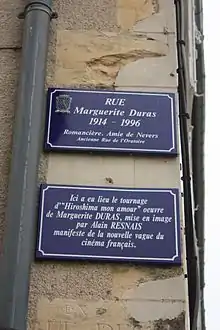 RUE
Marguerite Duras
1914 - 1996
Romancière. Amie de Nevers
Ancienne Rue de l'Oratoire
Ici a eu lieu le tournage
d'"Hiroshima mon amour" oeuvre
de Marguerite DURAS, mise en image
par Alain RESNAIS
manifeste de la nouvelle vague du
cinéma français.